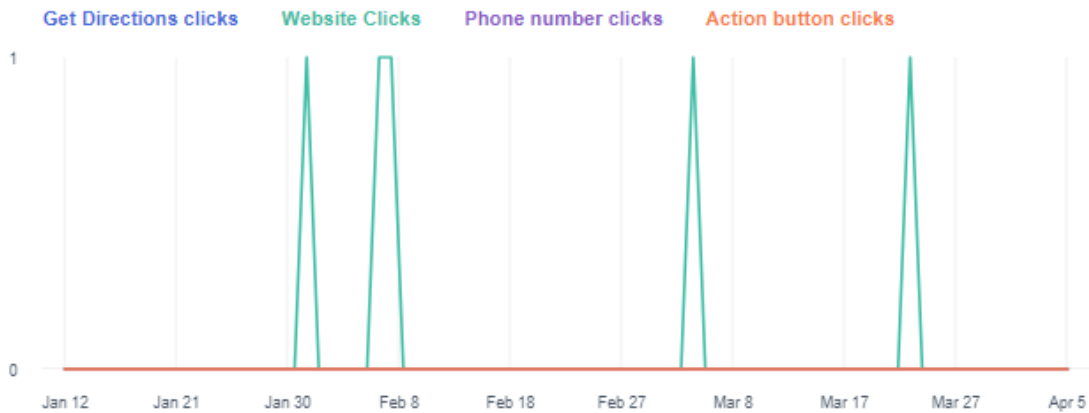 Get Directions clicks Website Clicks Phone number clicks Action button clicks
1
0
Jan 12 Jan 21 Jan 30 Feb 8 Feb 18 Feb 27 Mar 8 Mar 17 Mar 27 Apr 5